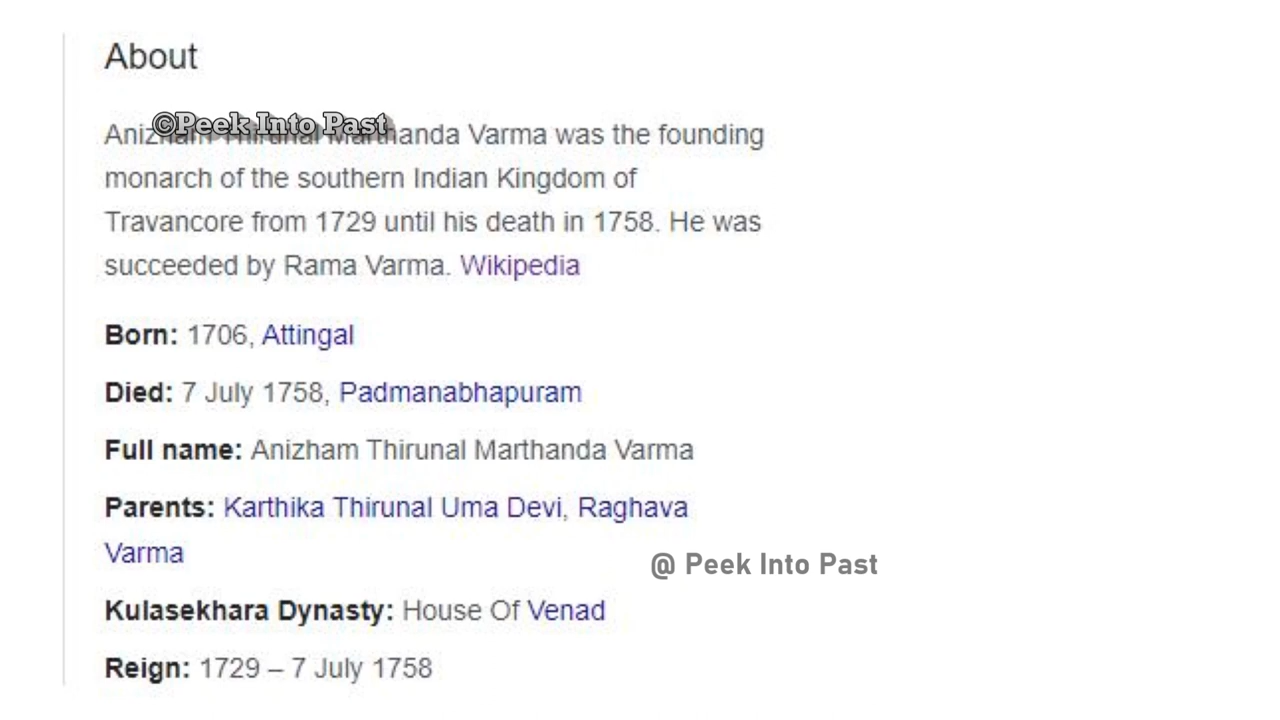 About
©Peek Into Past
Anizham Thirunal Marthanda Varma was the founding
monarch of the southern Indian Kingdom of
Travancore from 1729 until his death in 1758. He was
succeeded by Rama Varma. Wikipedia
Born: 1706, Attingal
Died: 7 July 1758, Padmanabhapuram
Full name: Anizham Thirunal Marthanda Varma
Parents: Karthika Thirunal Uma Devi, Raghava
Varma
@ Peek Into Past
Kulasekhara Dynasty: House Of Venad
Reign: 1729 – 7 July 1758